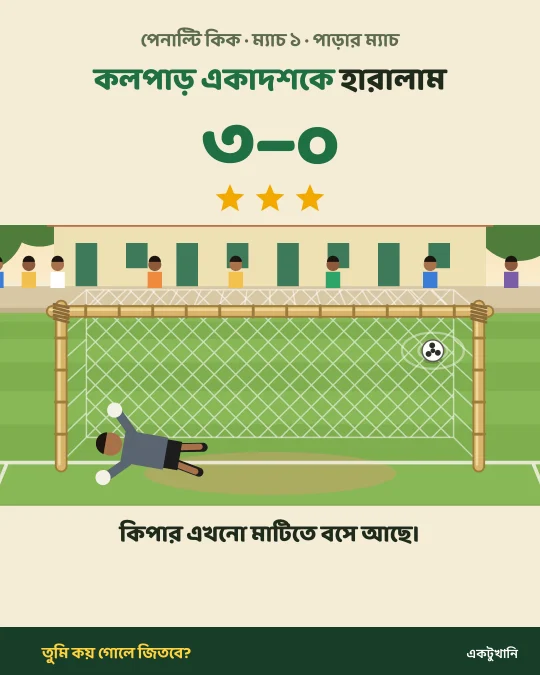 পেনাল্টি কিক · ম্যাচ ১ · পাড়ার ম্যাচ
কলপাড় একাদশকে হারালাম
৩–০
কিপার এখনো মাটিতে বসে আছে।
তুমি কয় গোলে জিতবে?
একটুখানি